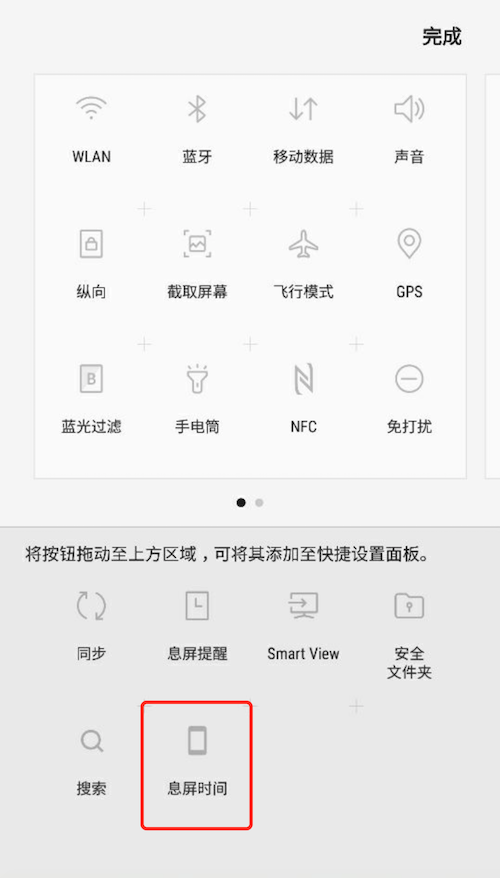 完成
WLAN 蓝牙 移动数据 声音
纵向 截取屏幕 飞行模式 GPS
B
蓝光过滤 手电筒 NFC 免打扰
将按钮拖动至上方区域，可将其添加至快捷设置面板。
同步 息屏提醒 Smart View 安全
文件夹
搜索 息屏时间